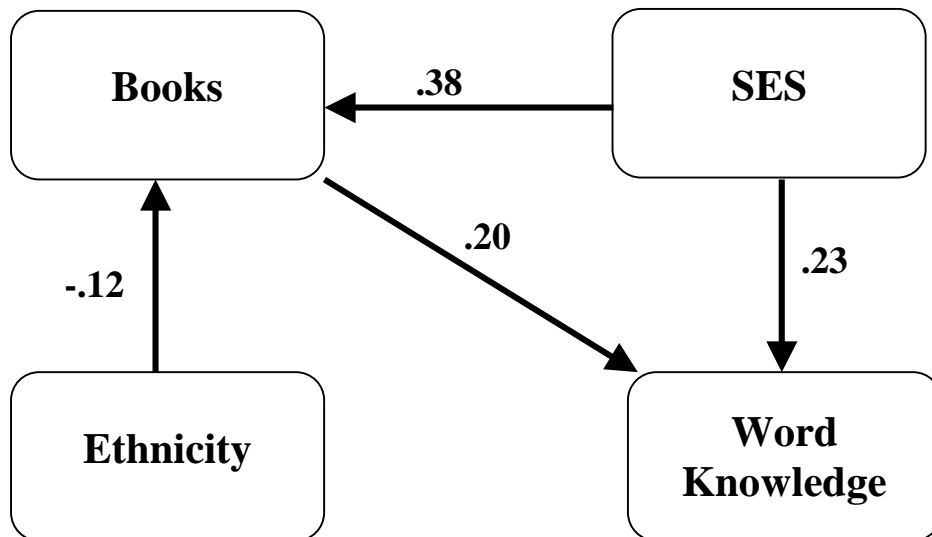 Books
.38
SES
.20
.23
-.12
Ethnicity
Word
Knowledge